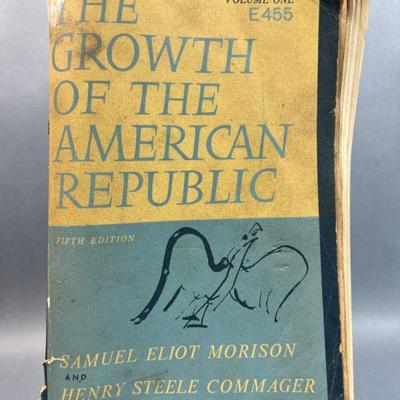 VOLUME ONE
E455
THE
GROWTH
OF THE
AMERICAN
REPUBLIC
FIFTH EDITION
SAMUEL ELIOT MORISON
AND
HENRY STEELE COMMAGER